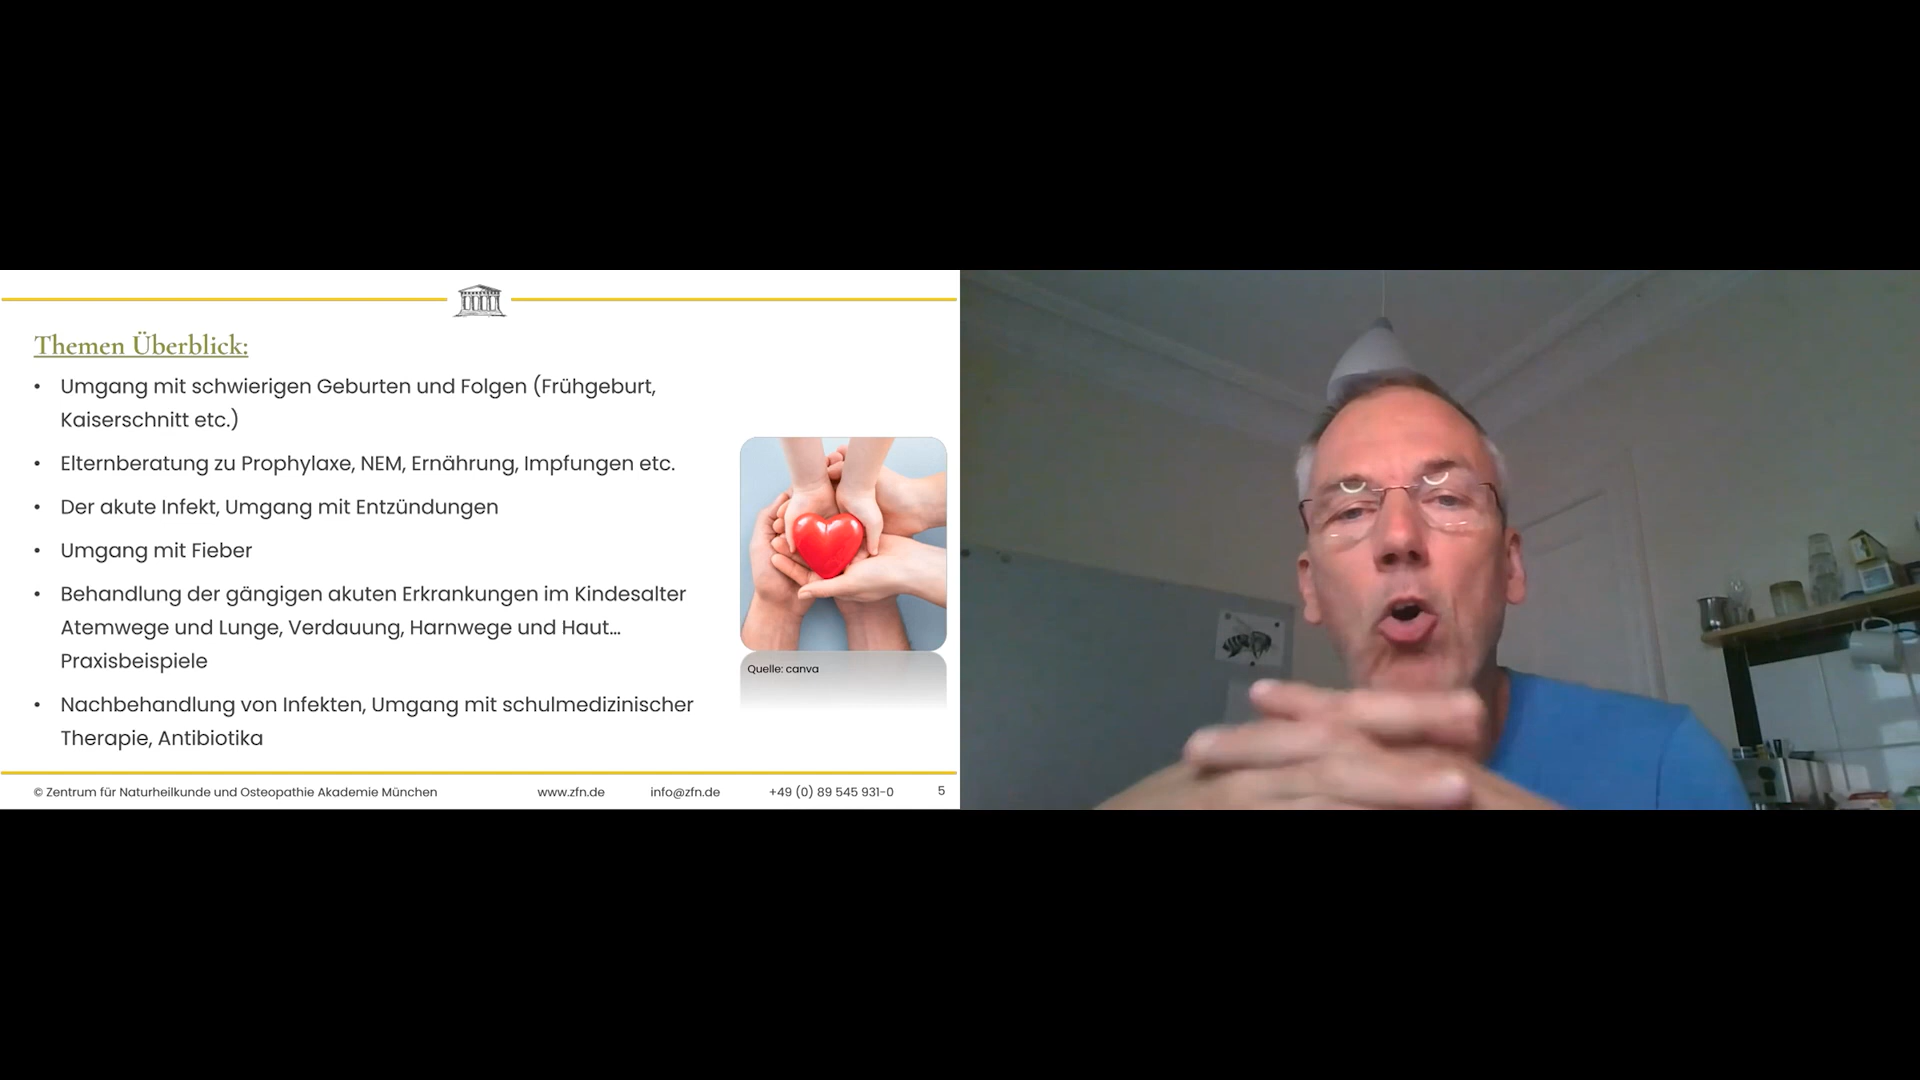 Themen Überblick:
• Umgang mit schwierigen Geburten und Folgen (Frühgeburt,
Kaiserschnitt etc.)
• Elternberatung zu Prophylaxe, NEM, Ernährung, Impfungen etc.
• Der akute Infekt, Umgang mit Entzündungen
• Umgang mit Fieber
• Behandlung der gängigen akuten Erkrankungen im Kindesalter
Atemwege und Lunge, Verdauung, Harnwege und Haut...
Praxisbeispiele
• Nachbehandlung von Infekten, Umgang mit schulmedizinischer
Therapie, Antibiotika
Quelle: canva
© Zentrum für Naturheilkunde und Osteopathie Akademie München www.zfn.de info@zfn.de +49 (0) 89 545 931-0 5